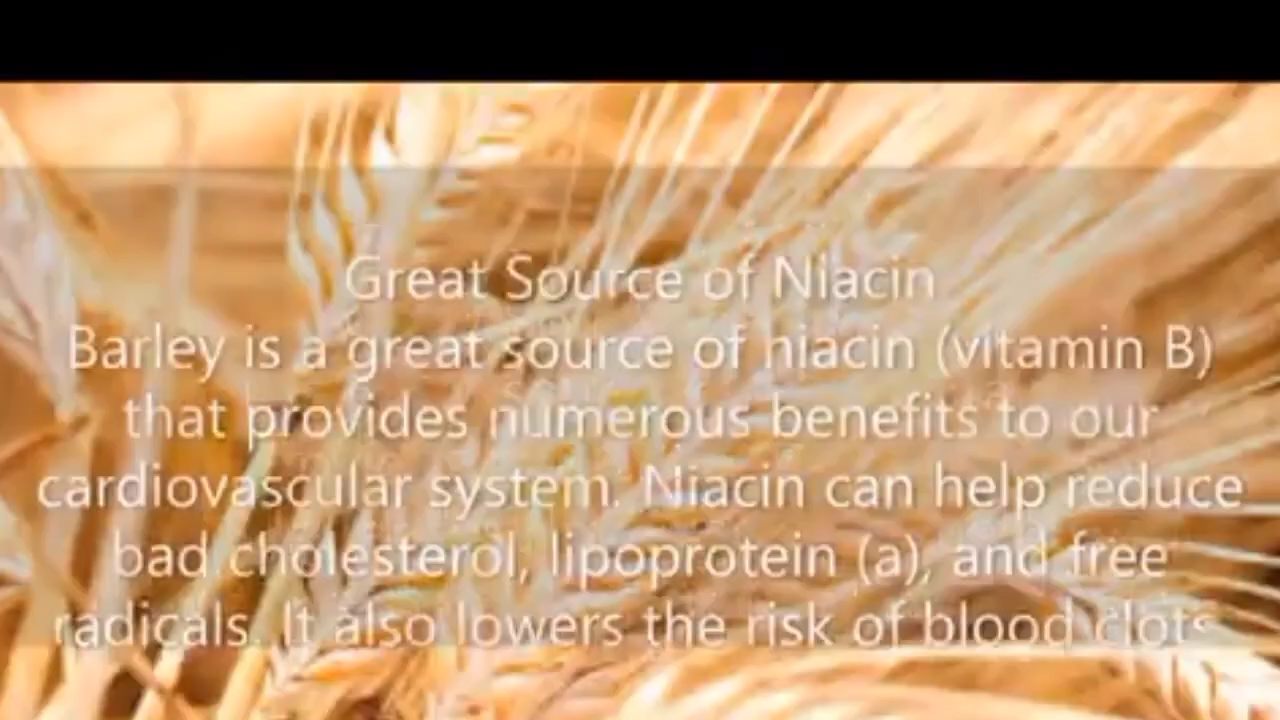 Great Source of Niacin
Barley is a great source of niacin (vitamin B)
that provides numerous benefits to our
cardiovascular system. Niacin can help reduce
bad cholesterol, lipoprotein (a), and free
radicals. It also lowers the risk of blood clots